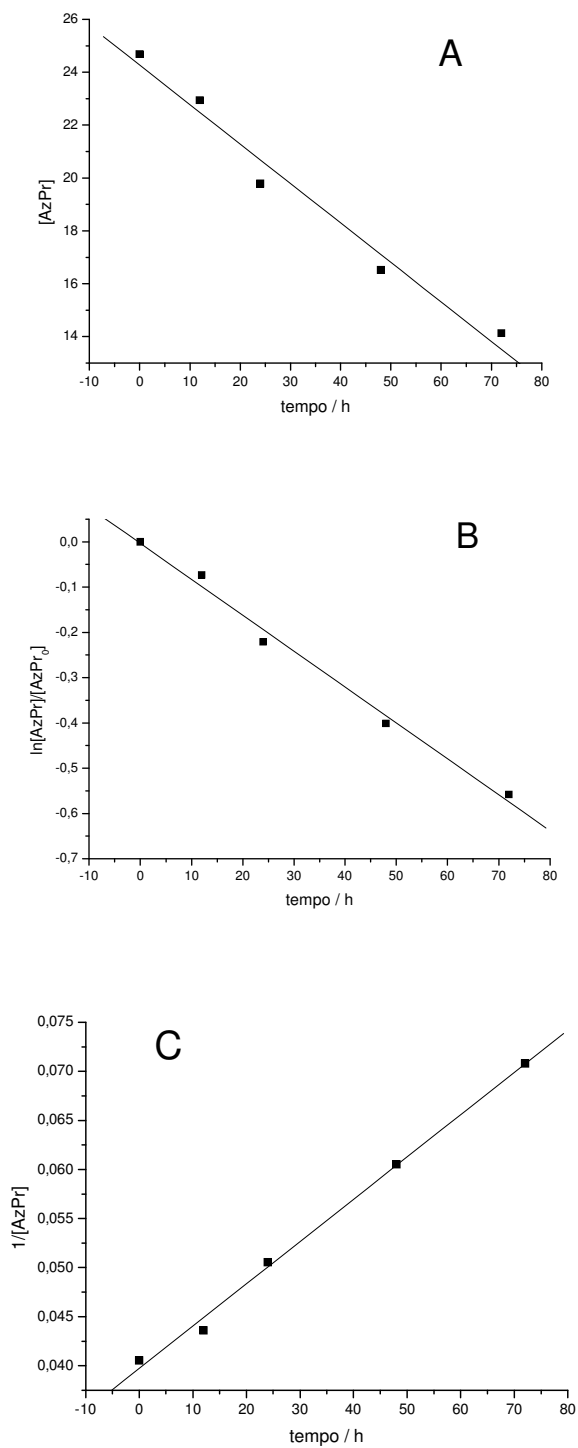 A
[AzPr]
26
24
22
20
18
16
14
-10 0 10 20 30 40 50 60 70 80
tempo / h
B
ln[AzPr]/[AzPr₀]
0,0
-0,1
-0,2
-0,3
-0,4
-0,5
-0,6
-0,7
-10 0 10 20 30 40 50 60 70 80
tempo / h
C
1/[AzPr]
0,075
0,070
0,065
0,060
0,055
0,050
0,045
0,040
-10 0 10 20 30 40 50 60 70 80
tempo / h